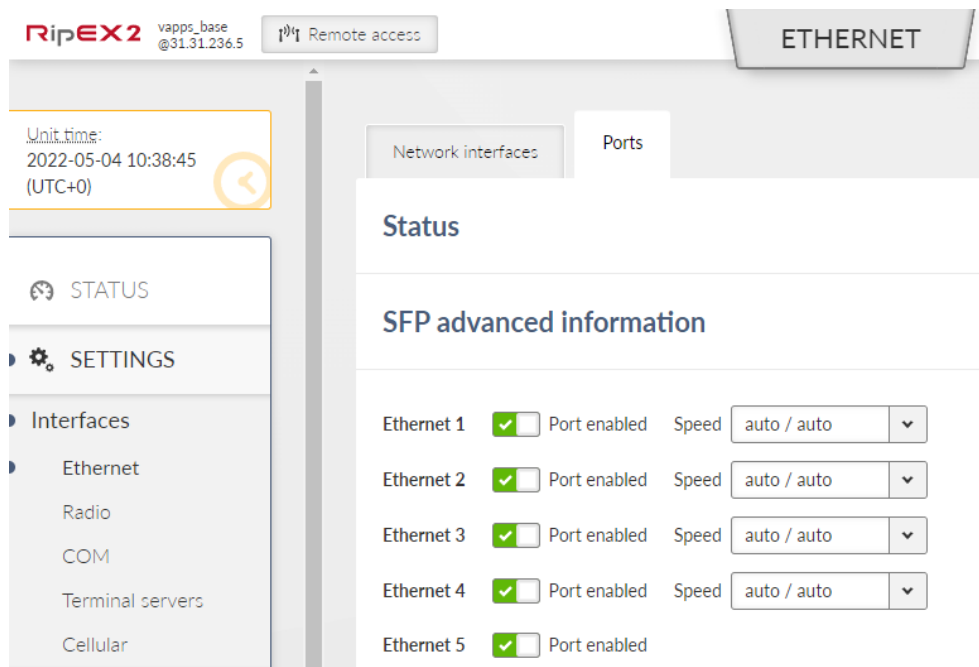 RipEX2
vapps_base
@31.31.236.5
Remote access
ETHERNET
Unit time:
2022-05-04 10:38:45
(UTC+0)
STATUS
SETTINGS
Interfaces
Ethernet
Radio
COM
Terminal servers
Cellular
Network interfaces
Ports
Status
SFP advanced information
Ethernet 1 Port enabled Speed auto / auto
Ethernet 2 Port enabled Speed auto / auto
Ethernet 3 Port enabled Speed auto / auto
Ethernet 4 Port enabled Speed auto / auto
Ethernet 5 Port enabled